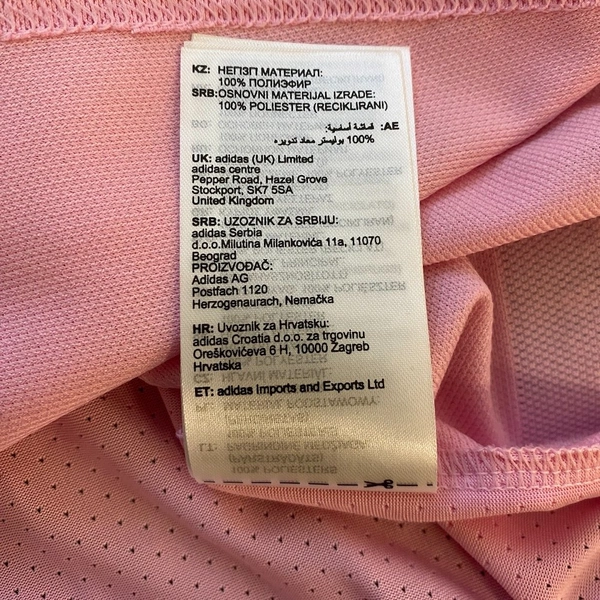 KZ: НЕГІЗГІ МАТЕРИАЛ:
100% ПОЛИЭФИР
SRB:OSNOVNI MATERIJAL IZRADE:
100% POLIESTER (RECIKLIRANI)
AE: قماشة أساسية:
100% بوليستر معاد تدويره
UK: adidas (UK) Limited
adidas centre
Pepper Road, Hazel Grove
Stockport, SK7 5SA
United Kingdom
SRB: UZOZNIK ZA SRBIJU:
adidas Serbia
d.o.o.Milutina Milankovića 11a, 11070
Beograd
PROIZVOĐAČ:
Adidas AG
Postfach 1120
Herzogenaurach, Nemačka
HR: Uvoznik za Hrvatsku:
adidas Croatia d.o.o. za trgovinu
Oreškovićeva 6 H, 10000 Zagreb
Hrvatska
ET: adidas Imports and Exports Ltd